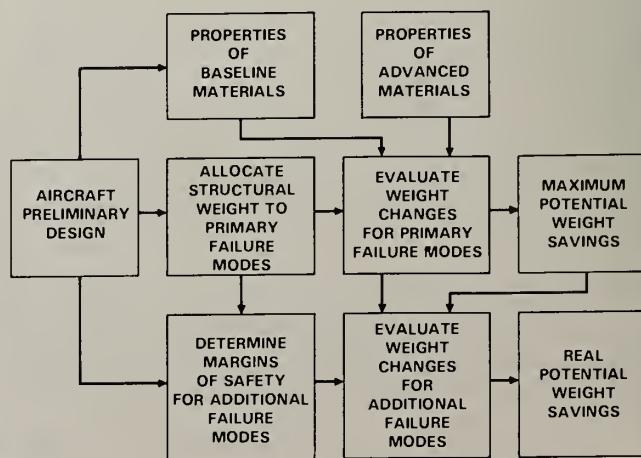 PROPERTIES
OF
BASELINE
MATERIALS
PROPERTIES
OF
ADVANCED
MATERIALS
AIRCRAFT
PRELIMINARY
DESIGN
ALLOCATE
STRUCTURAL
WEIGHT TO
PRIMARY
FAILURE
MODES
EVALUATE
WEIGHT
CHANGES
FOR PRIMARY
FAILURE MODES
MAXIMUM
POTENTIAL
WEIGHT
SAVINGS
DETERMINE
MARGINS
OF SAFETY
FOR ADDITIONAL
FAILURE MODES
EVALUATE
WEIGHT
CHANGES
FOR
ADDITIONAL
FAILURE
MODES
REAL
POTENTIAL
WEIGHT
SAVINGS